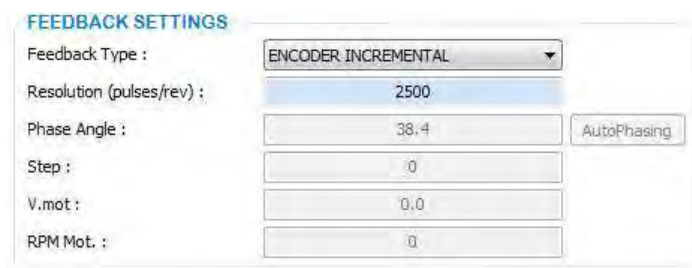 FEEDBACK SETTINGS
Feedback Type : ENCODER INCREMENTAL
Resolution (pulses/rev) : 2500
Phase Angle : 38.4 AutoPhasing
Step : 0
V.mot : 0.0
RPM Mot. : 0